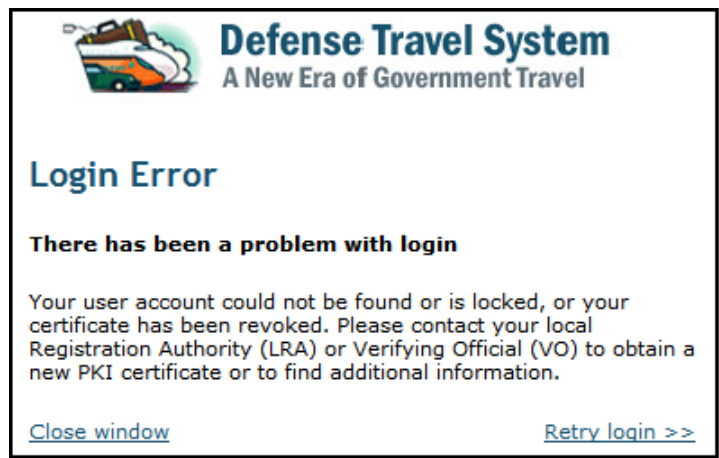 Defense Travel System
A New Era of Government Travel
Login Error
There has been a problem with login
Your user account could not be found or is locked, or your
certificate has been revoked. Please contact your local
Registration Authority (LRA) or Verifying Official (VO) to obtain a
new PKI certificate or to find additional information.
Close window
Retry login >>